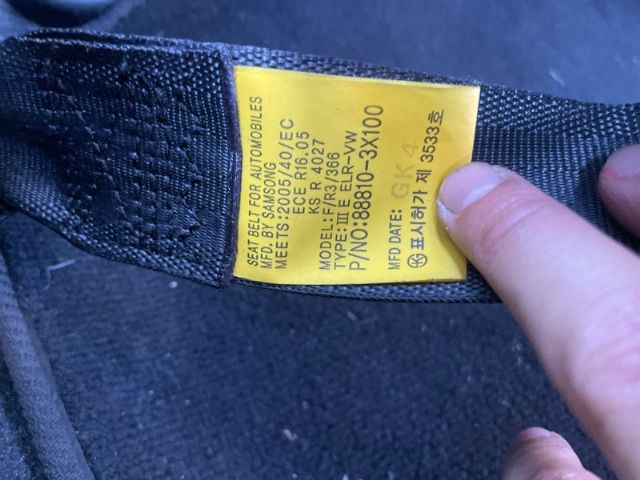 SEAT BELT FOR AUTOMOBILES
MFD. BY SAMSONG
MEETS:2005/40/EC
ECE R16.05
KS R 4027
MODEL:F/R3/366
TYPE:Ⅲ E ELR-VW
P/NO:88810-3X100
MFD DATE: GK4
㉿ 표시허가 제 3533호